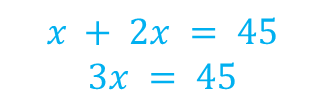 x + 2x = 45
3x = 45